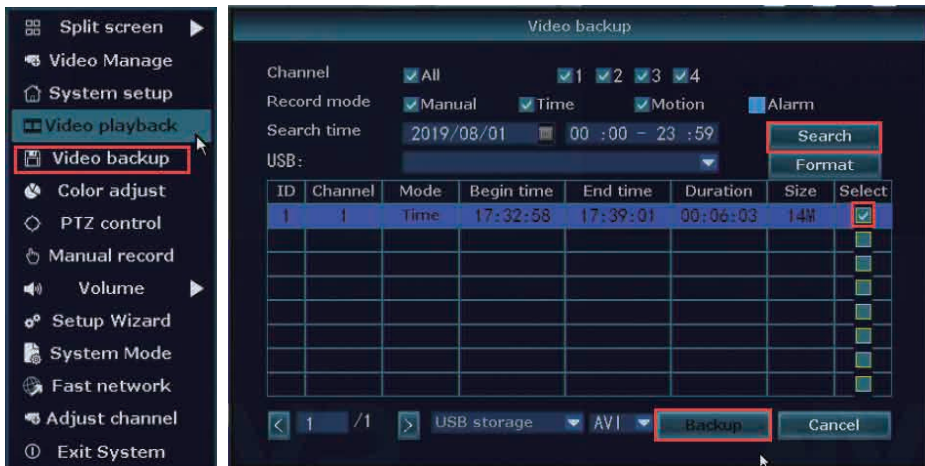 Split screen
Video Manage
System setup
Video playback
Video backup
Color adjust
PTZ control
Manual record
Volume
Setup Wizard
System Mode
Fast network
Adjust channel
Exit System
Video backup
Channel All 1 2 3 4
Record mode Manual Time Motion Alarm
Search time 2019/08/01 00 :00 - 23 :59 Search
USB: Format
ID Channel Mode Begin time End time Duration Size Select
1 1 Time 17:32:58 17:39:01 00:06:03 14M
< 1 /1 > USB storage AVI Backup Cancel